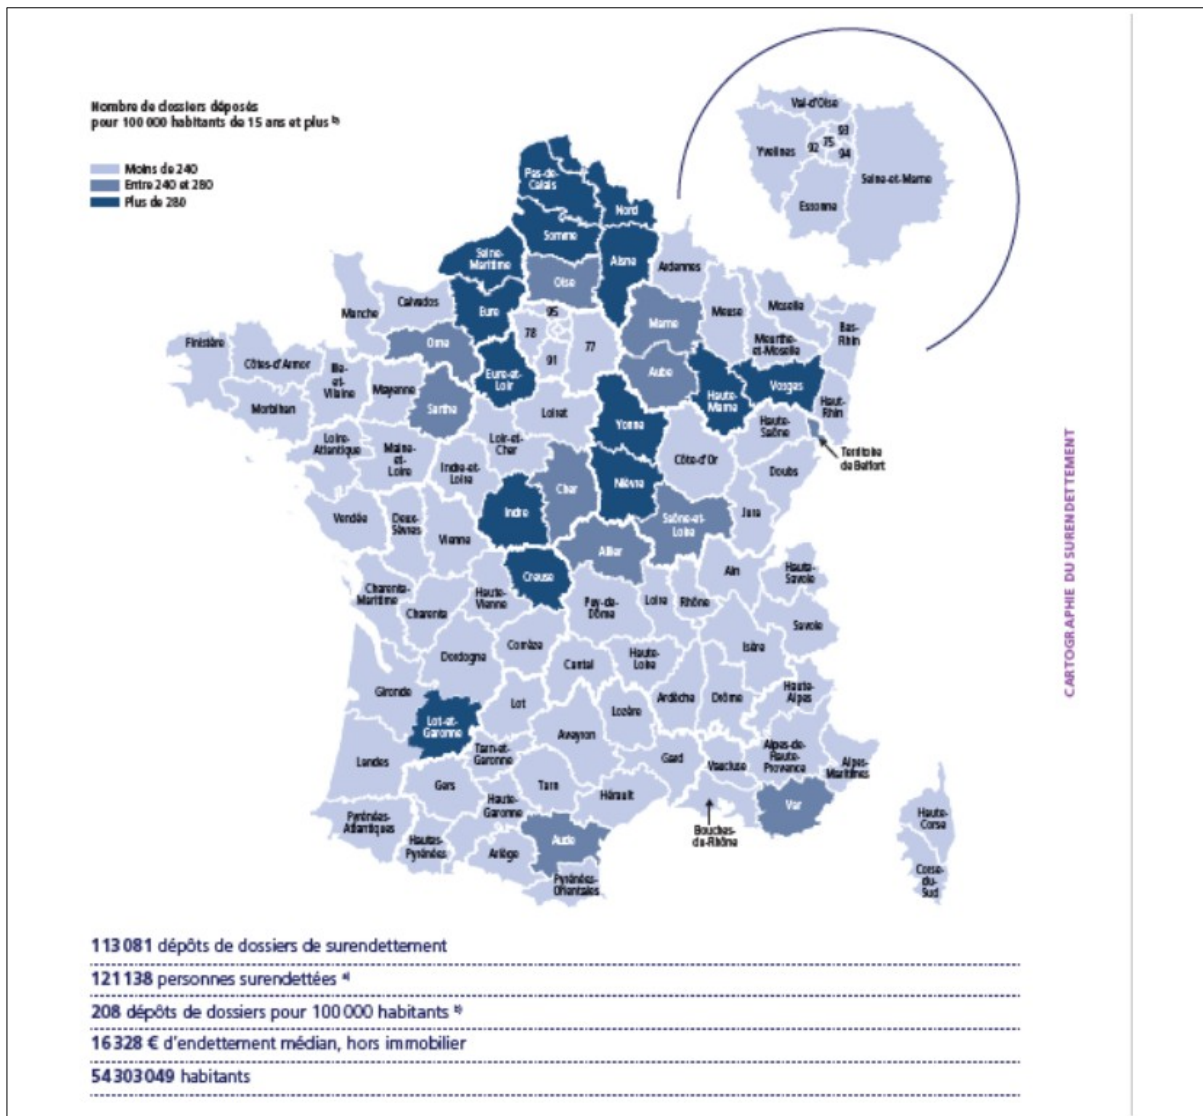 Nombre de dossiers déposés
pour 100 000 habitants de 15 ans et plus b)
Moins de 240
Entre 240 et 280
Plus de 280
Val-d'Oise
Yvelines
92
75
93
94
Seine-et-Marne
Essonne
Pas-de-
Calais
Nord
Somme
Seine-
Maritime
Aisne
Oise
Ardennes
Eure
Calvados
Manche
95
78
91
77
Marne
Meuse
Moselle
Meurthe-
et-Moselle
Bas-
Rhin
Orne
Eure-et-
Loir
Aube
Haute-
Marne
Vosges
Haut-
Rhin
Finistère
Côtes-d'Armor
Ille-
et-
Vilaine
Mayenne
Sarthe
Morbihan
Loiret
Yonne
Haute-
Saône
Territoire
de Belfort
Loire-
Atlantique
Maine-
et-
Loire
Loir-et-
Cher
Indre-et-
Loire
Cher
Nièvre
Côte-d'Or
Doubs
Vendée
Deux-
Sèvres
Vienne
Indre
Saône-et-
Loire
Jura
Allier
Creuse
Haute-
Vienne
Charente-
Maritime
Charente
Puy-de-
Dôme
Loire
Rhône
Ain
Haute-
Savoie
Savoie
Isère
Corrèze
Dordogne
Cantal
Haute-
Loire
Gironde
Lot-et-
Garonne
Lot
Aveyron
Lozère
Ardèche
Drôme
Haute-
Alpes
Landes
Tarn-et-
Garonne
Gers
Tarn
Gard
Vaucluse
Alpes-de-
Haute-
Provence
Alpes-
Maritimes
Haute-
Garonne
Hérault
Bouches-
du-Rhône
Var
Pyrénées-
Atlantiques
Hautes-
Pyrénées
Ariège
Aude
Pyrénées-
Orientales
Haute-
Corse
Corse-
du-
Sud
CARTOGRAPHIE DU SURENDETTEMENT
113 081 dépôts de dossiers de surendettement
121 138 personnes surendettées a)
208 dépôts de dossiers pour 100 000 habitants b)
16 328 € d'endettement médian, hors immobilier
54 303 049 habitants